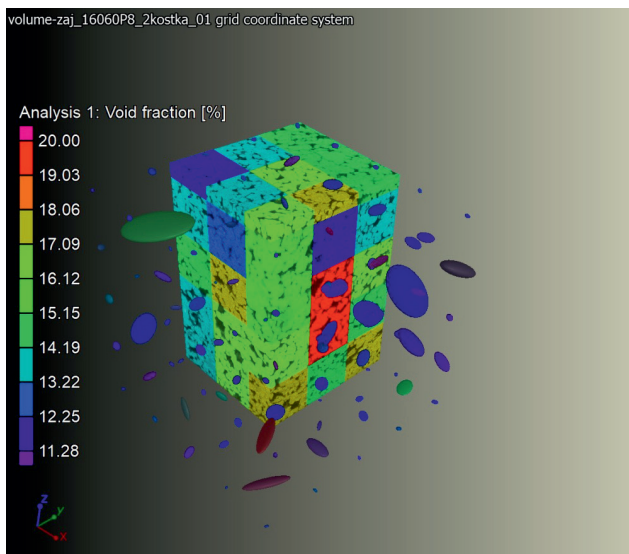 volume-zaj_16060P8_2kostka_01 grid coordinate system
Analysis 1: Void fraction [%]
20.00
19.03
18.06
17.09
16.12
15.15
14.19
13.22
12.25
11.28
z
y
x